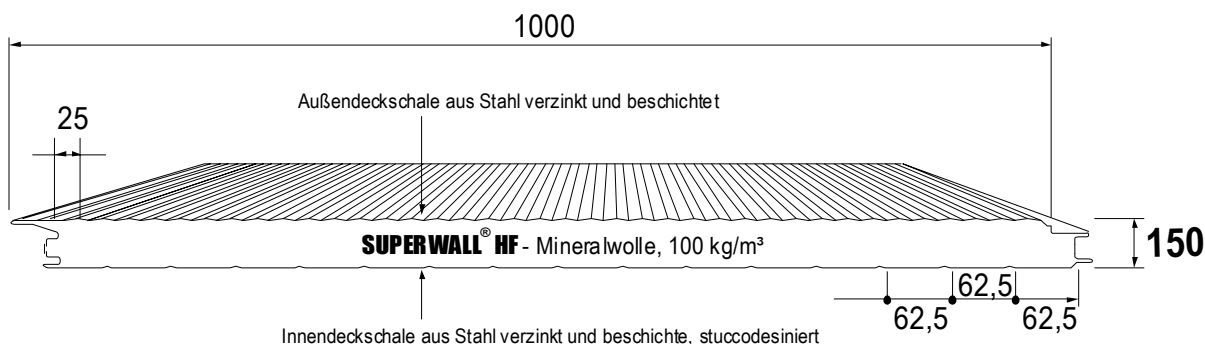 1000
Außendeckschale aus Stahl verzinkt und beschichtet
25
SUPERWALL® HF - Mineralwolle, 100 kg/m³
150
62,5
62,5 62,5
Innendeckschale aus Stahl verzinkt und beschichte, stuccodesiniert